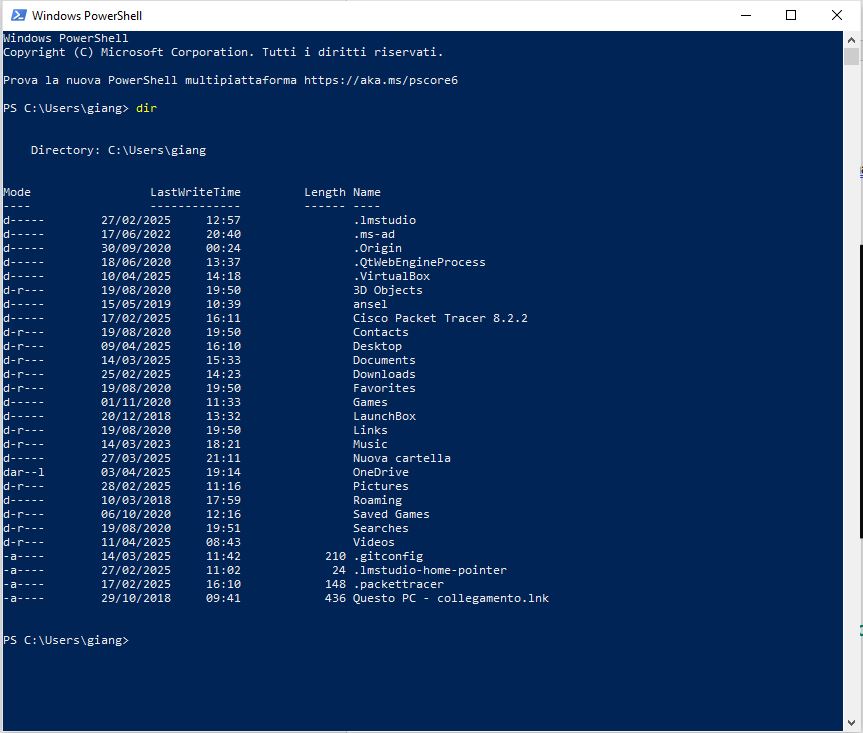 Windows PowerShell
Windows PowerShell
Copyright (C) Microsoft Corporation. Tutti i diritti riservati.
Prova la nuova PowerShell multipiattaforma https://aka.ms/pscore6
PS C:\Users\giang> dir
Directory: C:\Users\giang
Mode LastWriteTime Length Name
---- ------------- ------ ----
d----- 27/02/2025 12:57 .lmstudio
d----- 17/06/2022 20:40 .ms-ad
d----- 30/09/2020 00:24 .Origin
d----- 18/06/2020 13:37 .QtWebEngineProcess
d----- 10/04/2025 14:18 .VirtualBox
d-r--- 19/08/2020 19:50 3D Objects
d----- 15/05/2019 10:39 ansel
d----- 17/02/2025 16:11 Cisco Packet Tracer 8.2.2
d-r--- 19/08/2020 19:50 Contacts
d-r--- 09/04/2025 16:10 Desktop
d-r--- 14/03/2025 15:33 Documents
d-r--- 25/02/2025 14:23 Downloads
d-r--- 19/08/2020 19:50 Favorites
d----- 01/11/2020 11:33 Games
d----- 20/12/2018 13:32 LaunchBox
d-r--- 19/08/2020 19:50 Links
d-r--- 14/03/2023 18:21 Music
d----- 27/03/2025 21:11 Nuova cartella
dar--l 03/04/2025 19:14 OneDrive
d-r--- 28/02/2025 11:16 Pictures
d----- 10/03/2018 17:59 Roaming
d-r--- 06/10/2020 12:16 Saved Games
d-r--- 19/08/2020 19:51 Searches
d-r--- 11/04/2025 08:43 Videos
-a---- 14/03/2025 11:42 210 .gitconfig
-a---- 27/02/2025 11:02 24 .lmstudio-home-pointer
-a---- 17/02/2025 16:10 148 .packettracer
-a---- 29/10/2018 09:41 436 Questo PC - collegamento.lnk
PS C:\Users\giang>